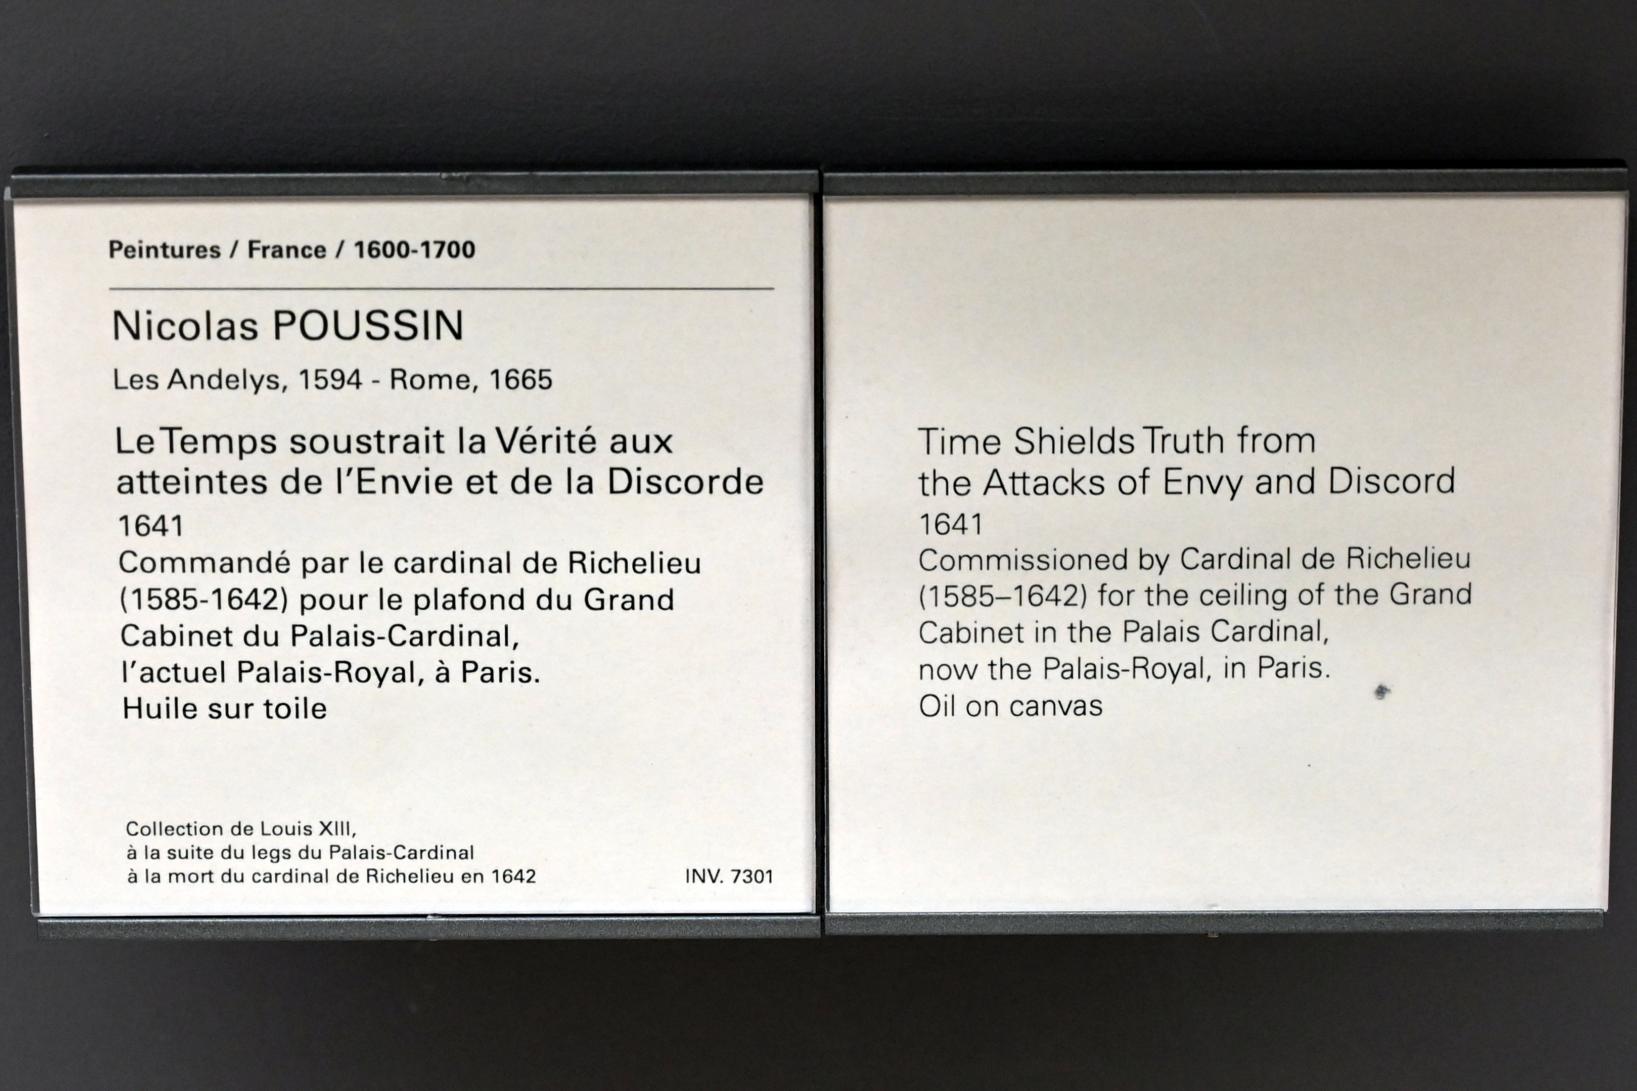 Peintures / France / 1600-1700
Nicolas POUSSIN
Les Andelys, 1594 - Rome, 1665
Le Temps soustrait la Vérité aux
atteintes de l'Envie et de la Discorde
1641
Commandé par le cardinal de Richelieu
(1585-1642) pour le plafond du Grand
Cabinet du Palais-Cardinal,
l'actuel Palais-Royal, à Paris.
Huile sur toile
Collection de Louis XIII,
à la suite du legs du Palais-Cardinal
à la mort du cardinal de Richelieu en 1642
INV. 7301
Time Shields Truth from
the Attacks of Envy and Discord
1641
Commissioned by Cardinal de Richelieu
(1585–1642) for the ceiling of the Grand
Cabinet in the Palais Cardinal,
now the Palais-Royal, in Paris.
Oil on canvas